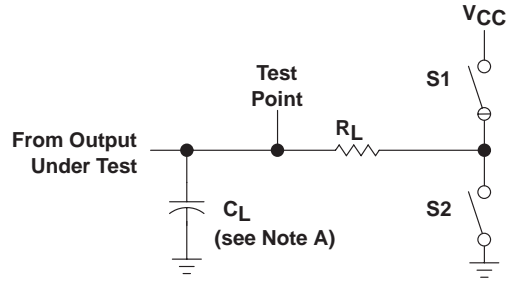 VCC
S1
Test
Point
RL
From Output
Under Test
CL
(see Note A)
S2